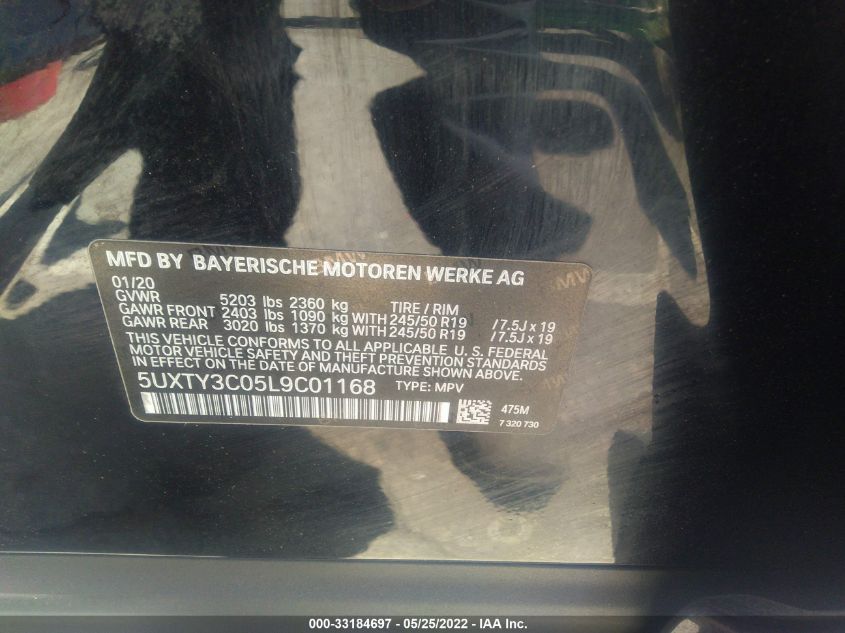 MFD BY BAYERISCHE MOTOREN WERKE AG
01/20
GVWR 5203 lbs 2360 kg TIRE / RIM
GAWR FRONT 2403 lbs 1090 kg WITH 245/50 R19 / 7.5J x 19
GAWR REAR 3020 lbs 1370 kg WITH 245/50 R19 / 7.5J x 19
THIS VEHICLE CONFORMS TO ALL APPLICABLE U. S. FEDERAL
MOTOR VEHICLE SAFETY AND THEFT PREVENTION STANDARDS
IN EFFECT ON THE DATE OF MANUFACTURE SHOWN ABOVE.
5UXTY3C05L9C01168 TYPE: MPV
475M
7 320 730
000-33184697 - 05/25/2022 - IAA Inc.